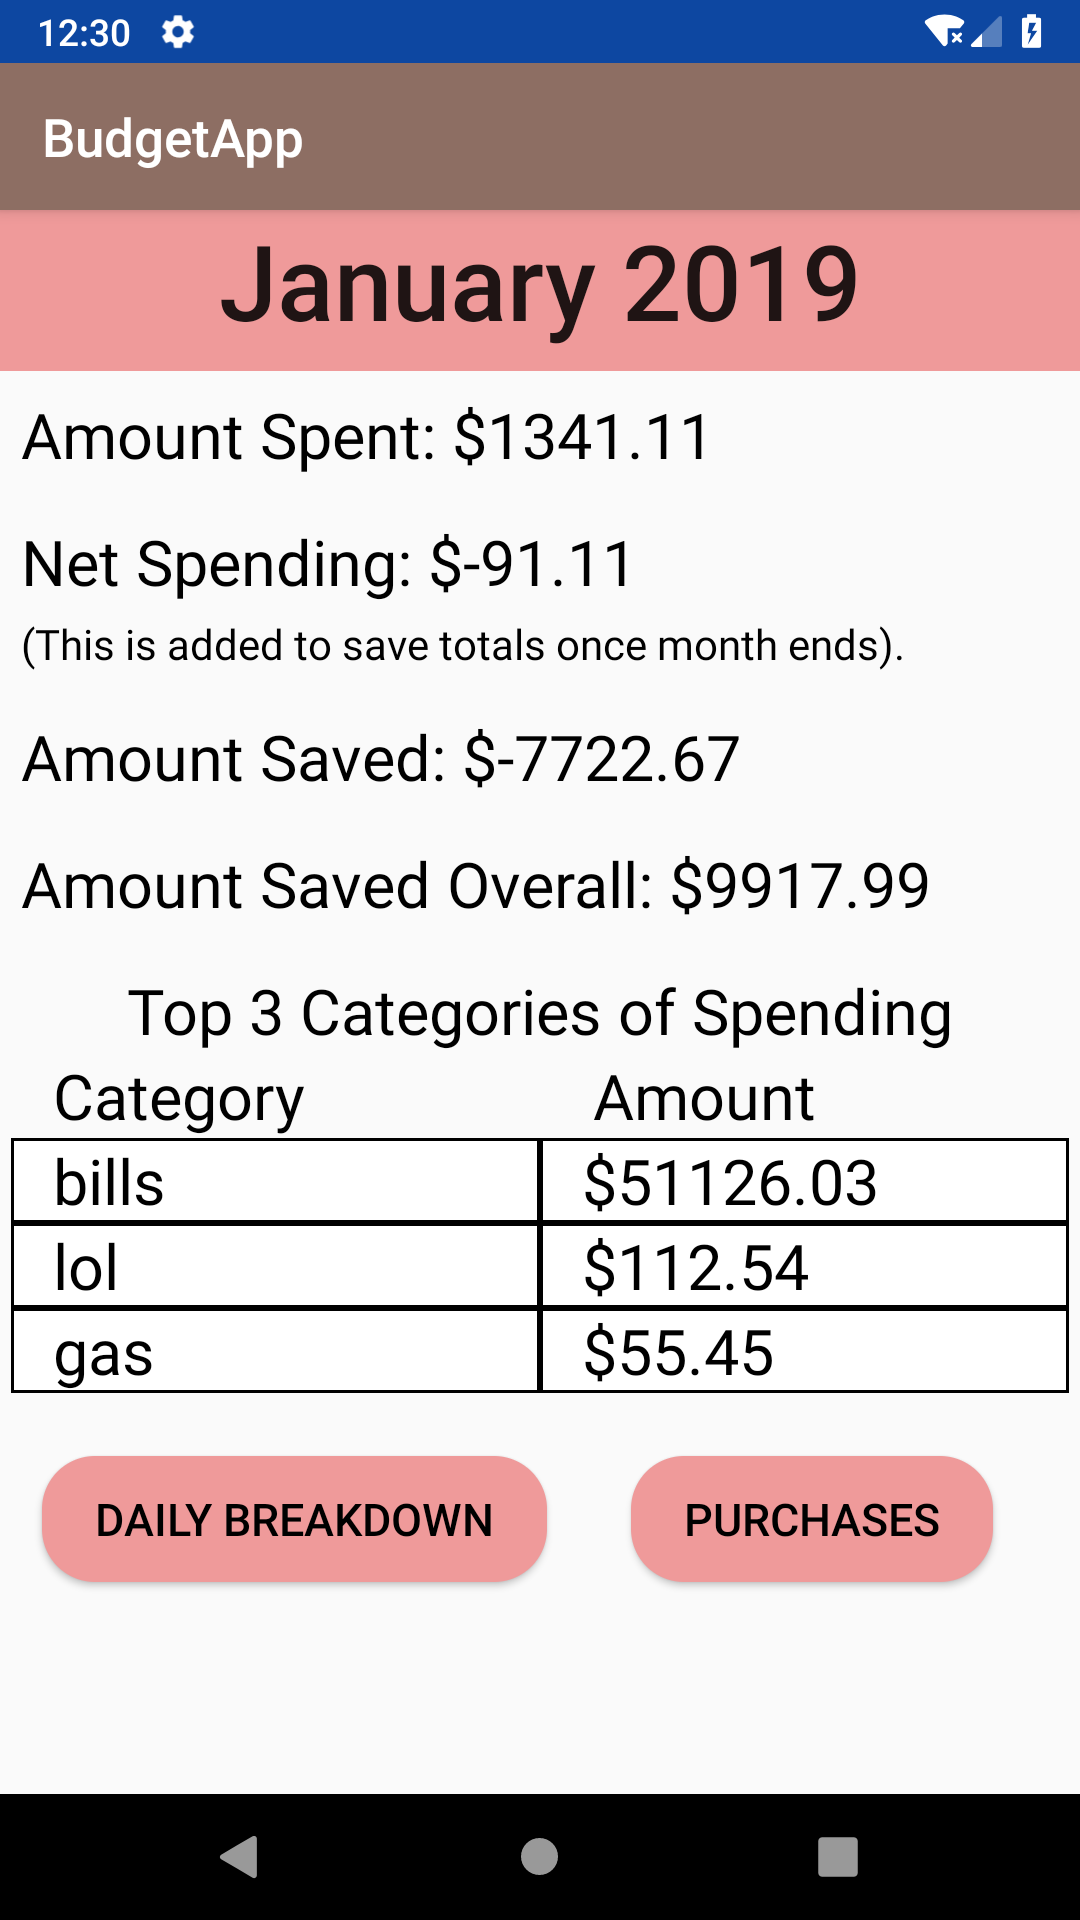 12:30
BudgetApp
January 2019
Amount Spent: $1341.11
Net Spending: $-91.11
(This is added to save totals once month ends).
Amount Saved: $-7722.67
Amount Saved Overall: $9917.99
Top 3 Categories of Spending
Category Amount
bills $51126.03
lol $112.54
gas $55.45
DAILY BREAKDOWN PURCHASES